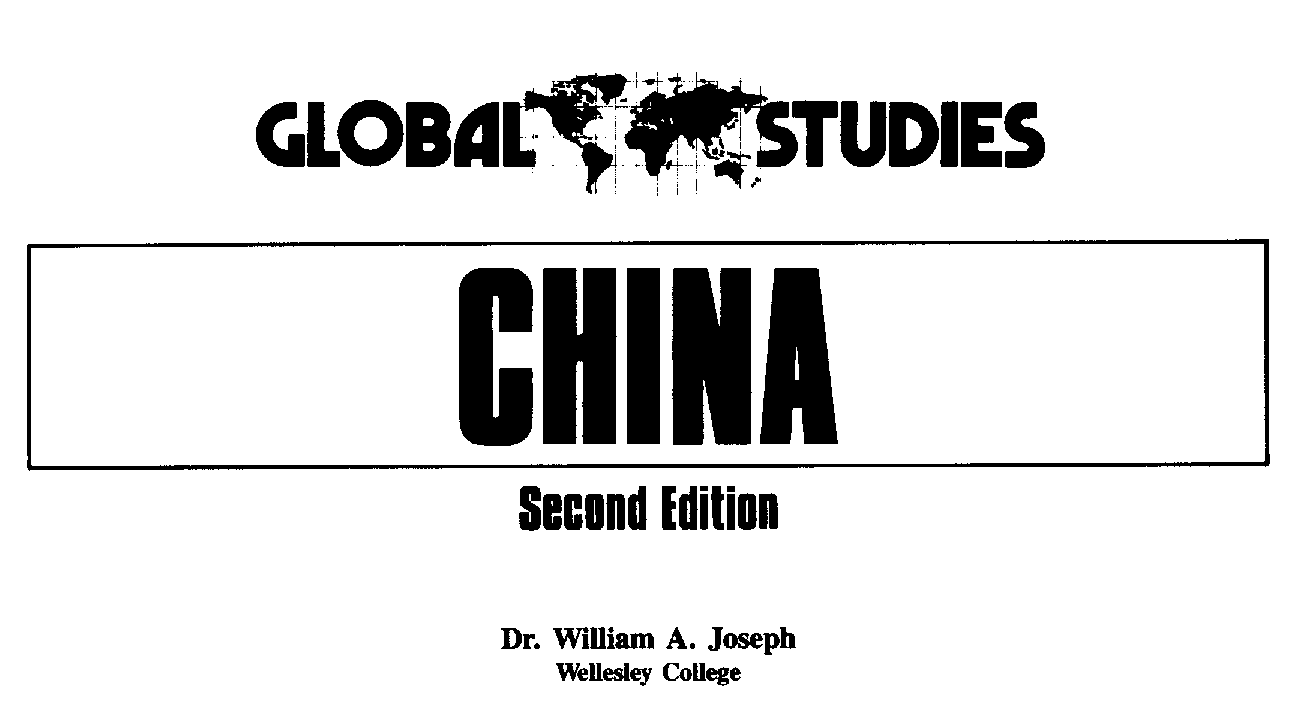 GLOBAL STUDIES
CHINA
Second Edition
Dr. William A. Joseph
Wellesley College